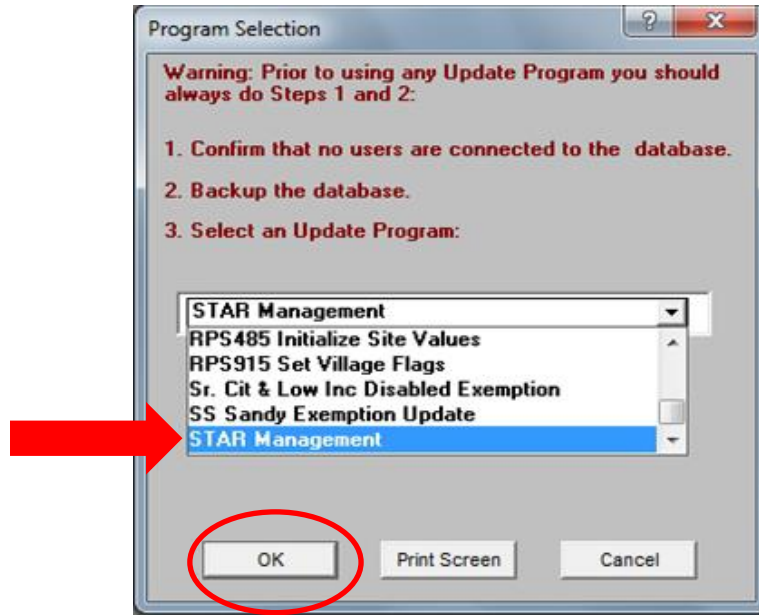 Program Selection
Warning: Prior to using any Update Program you should
always do Steps 1 and 2:
1. Confirm that no users are connected to the database.
2. Backup the database.
3. Select an Update Program:
STAR Management
RPS485 Initialize Site Values
RPS915 Set Village Flags
Sr. Cit & Low Inc Disabled Exemption
SS Sandy Exemption Update
STAR Management
OK Print Screen Cancel